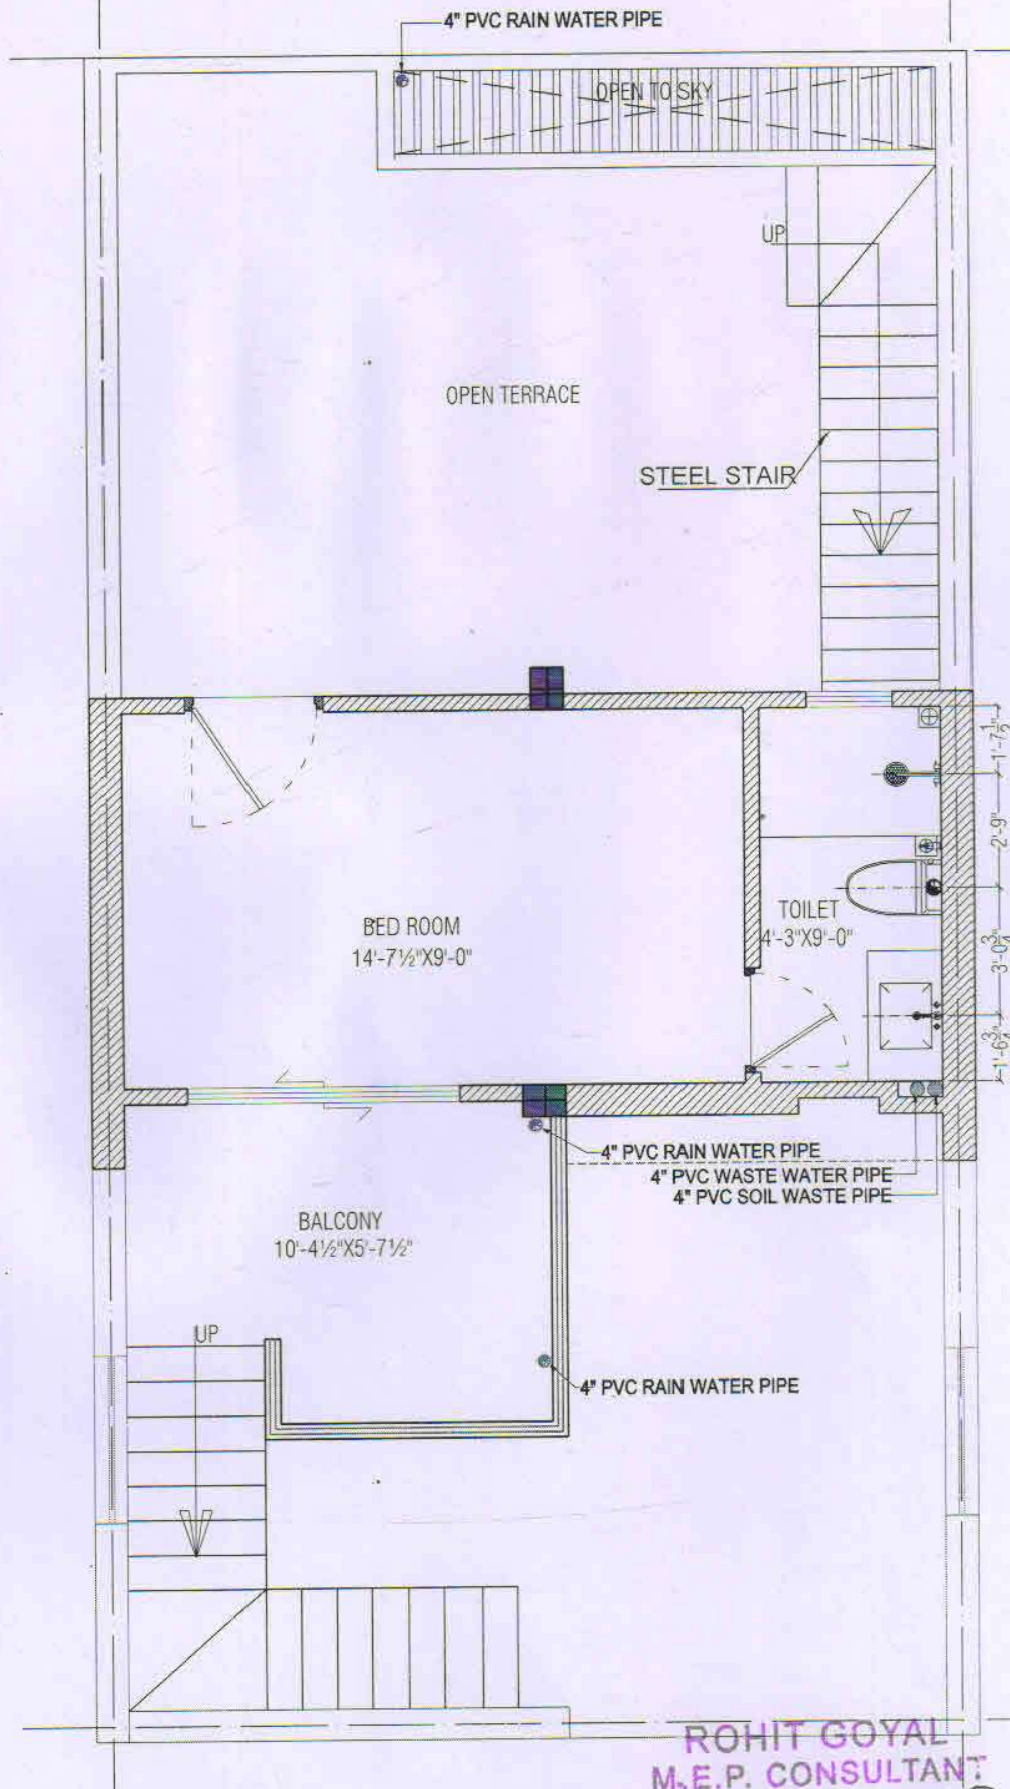 4" PVC RAIN WATER PIPE
OPEN TO SKY
UP
OPEN TERRACE
STEEL STAIR
1'-7½"
2'-9"
BED ROOM
14'-7½"X9'-0"
TOILET
4'-3"X9'-0"
3'-0¾"
1'-6¾"
4" PVC RAIN WATER PIPE
4" PVC WASTE WATER PIPE
4" PVC SOIL WASTE PIPE
BALCONY
10'-4½"X5'-7½"
UP
4" PVC RAIN WATER PIPE
ROHIT GOYAL
M.E.P. CONSULTANT